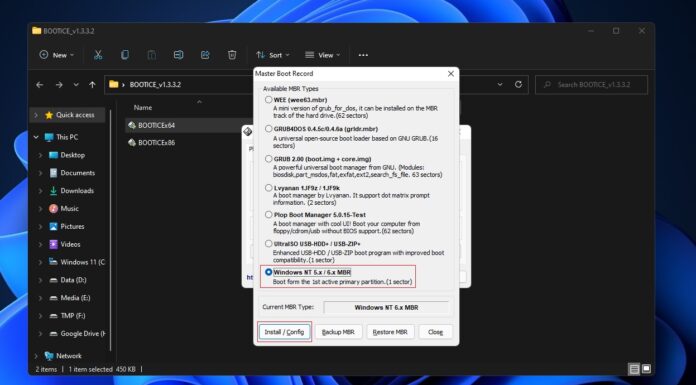 BOOTICE_v1.3.3.2
New
Sort
View
BOOTICE_v1.3.3.2
Search BOOTICE_v1.3.3.2
Quick access
This PC
Desktop
Documents
Downloads
Music
Pictures
Videos
Windows 11 (C
Data (D:)
Media (E:)
TMP (F:)
Google Drive (H
Network
Name
BOOTICEx64
BOOTICEx86
2 items
1 item selected 450 KB
Master Boot Record
Available MBR Types
WEE (wee63.mbr)
A mini version of grub_for_dos, it can be installed on the MBR
track of the hard drive.(62 sectors)
GRUB4DOS 0.4.5c/0.4.6a (grldr.mbr)
A universal open-source boot loader based on GNU GRUB.(16
sectors)
GRUB 2.00 (boot.img + core.img)
A powerful universal boot manager from GNU. (Modules:
biosdisk,part_msdos,fat,exfat,ext2,search_fs_file. 63 sectors)
Lvyanan 1JF9z / 1JF9k
A boot manager by Lvyanan. It support dot matrix prompt
information. (2 sectors)
Plop Boot Manager 5.0.15-Test
A boot manager with cool UI! Boot your computer from
floppy/cdrom/usb without BIOS support.(62 sectors)
UltraISO USB-HDD+ / USB-ZIP+
Enhanced USB-HDD / USB-ZIP boot program with improved boot
compatibility.(1 sector)
Windows NT 5.x / 6.x MBR
Boot form the 1st active primary partition.(1 sector)
Current MBR Type:
Windows NT 6.x MBR
Install / Config
Backup MBR
Restore MBR
Close